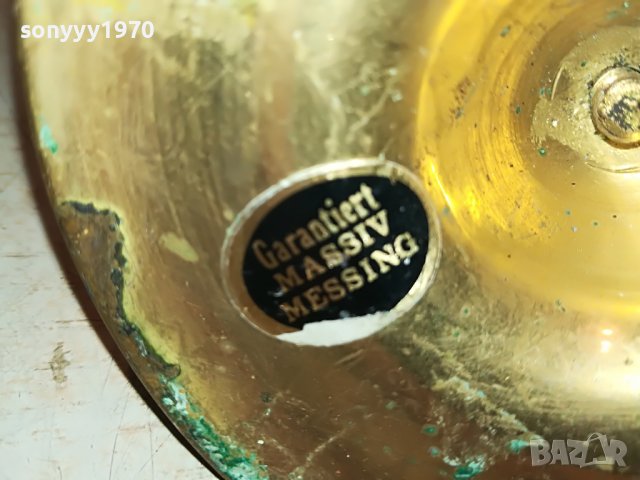 sonyyy1970
Garantiert
MASSIV
MESSING
BAZAR